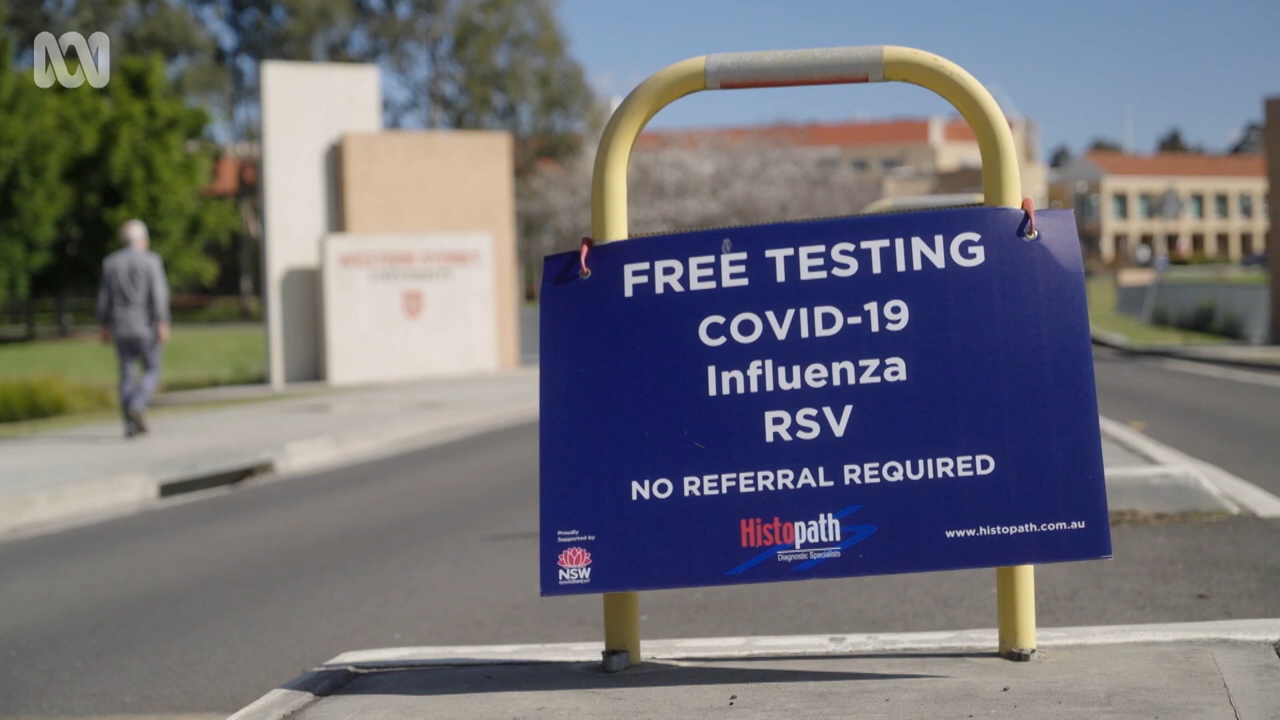 FREE TESTING
COVID-19
Influenza
RSV
NO REFERRAL REQUIRED
Proudly
Supported by
NSW
GOVERNMENT
Histopath
Diagnostic Specialists
www.histopath.com.au
WESTERN SYDNEY
UNIVERSITY